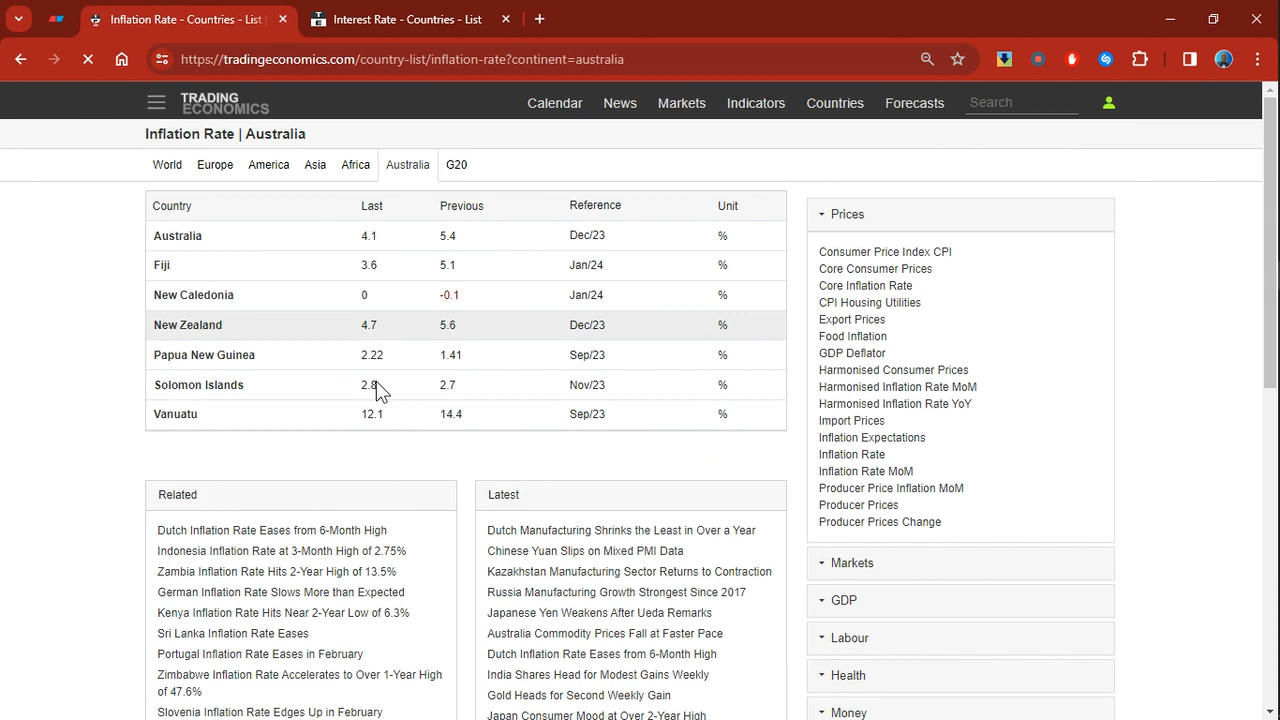 Inflation Rate - Countries - List
Interest Rate - Countries - List
https://tradingeconomics.com/country-list/inflation-rate?continent=australia
TRADING
ECONOMICS
Calendar News Markets Indicators Countries Forecasts Search
Inflation Rate | Australia
World Europe America Asia Africa Australia G20
Country Last Previous Reference Unit
Australia 4.1 5.4 Dec/23 %
Fiji 3.6 5.1 Jan/24 %
New Caledonia 0 -0.1 Jan/24 %
New Zealand 4.7 5.6 Dec/23 %
Papua New Guinea 2.22 1.41 Sep/23 %
Solomon Islands 2.8 2.7 Nov/23 %
Vanuatu 12.1 14.4 Sep/23 %
Prices
Consumer Price Index CPI
Core Consumer Prices
Core Inflation Rate
CPI Housing Utilities
Export Prices
Food Inflation
GDP Deflator
Harmonised Consumer Prices
Harmonised Inflation Rate MoM
Harmonised Inflation Rate YoY
Import Prices
Inflation Expectations
Inflation Rate
Inflation Rate MoM
Producer Price Inflation MoM
Producer Prices
Producer Prices Change
Markets
GDP
Labour
Health
Money
Related
Dutch Inflation Rate Eases from 6-Month High
Indonesia Inflation Rate at 3-Month High of 2.75%
Zambia Inflation Rate Hits 2-Year High of 13.5%
German Inflation Rate Slows More than Expected
Kenya Inflation Rate Hits Near 2-Year Low of 6.3%
Sri Lanka Inflation Rate Eases
Portugal Inflation Rate Eases in February
Zimbabwe Inflation Rate Accelerates to Over 1-Year High
of 47.6%
Slovenia Inflation Rate Edges Up in February
Latest
Dutch Manufacturing Shrinks the Least in Over a Year
Chinese Yuan Slips on Mixed PMI Data
Kazakhstan Manufacturing Sector Returns to Contraction
Russia Manufacturing Growth Strongest Since 2017
Japanese Yen Weakens After Ueda Remarks
Australia Commodity Prices Fall at Faster Pace
Dutch Inflation Rate Eases from 6-Month High
India Shares Head for Modest Gains Weekly
Gold Heads for Second Weekly Gain
Japan Consumer Mood at Over 2-Year High